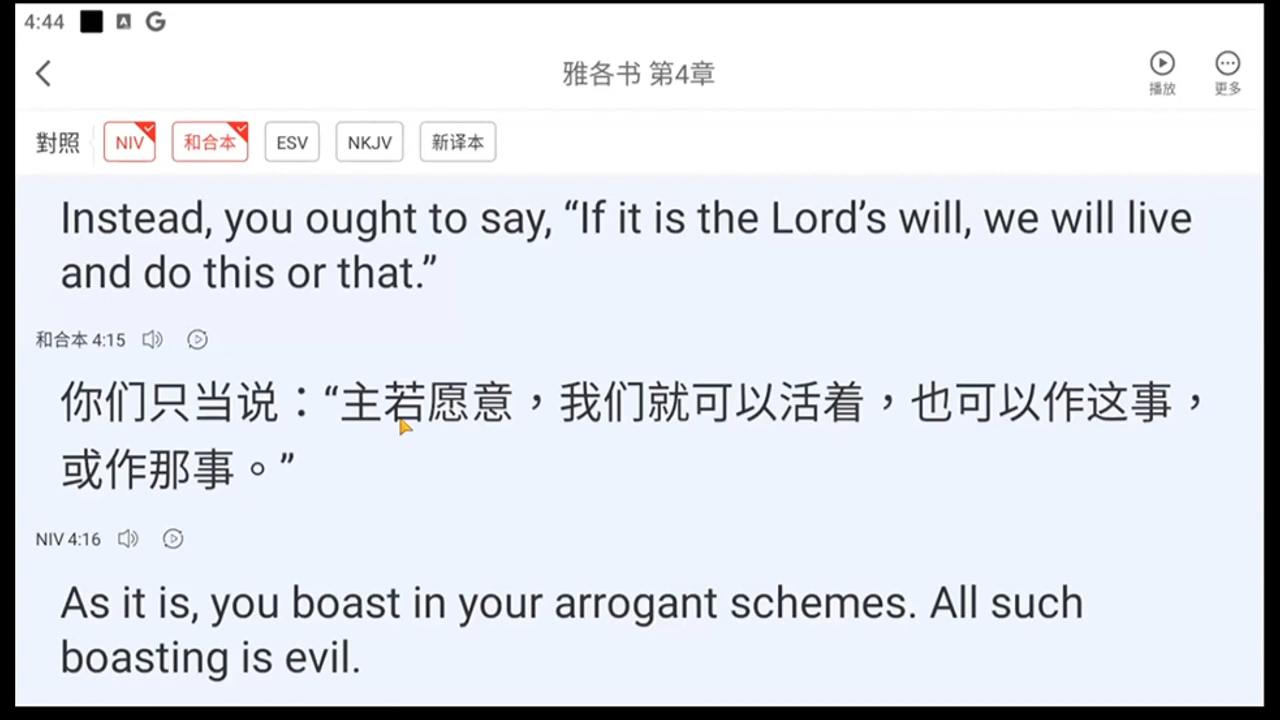 4:44 A G
雅各书 第4章
播放
更多
對照 NIV 和合本 ESV NKJV 新译本
Instead, you ought to say, “If it is the Lord’s will, we will live
and do this or that.”
和合本 4:15
你们只当说：“主若愿意，我们就可以活着，也可以作这事，
或作那事。”
NIV 4:16
As it is, you boast in your arrogant schemes. All such
boasting is evil.